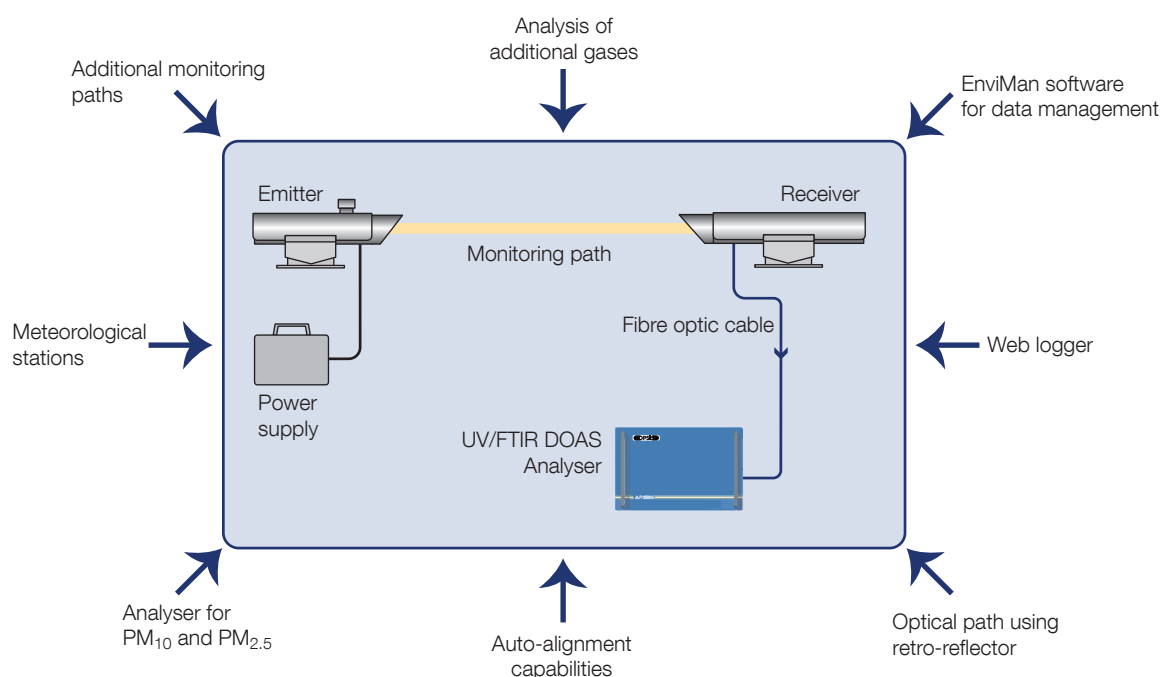 Analysis of
additional gases
Additional monitoring
paths
EnviMan software
for data management
Emitter
Receiver
Monitoring path
Meteorological
stations
Fibre optic cable
Web logger
Power
supply
UV/FTIR DOAS
Analyser
Analyser for
PM10 and PM2.5
Auto-alignment
capabilities
Optical path using
retro-reflector